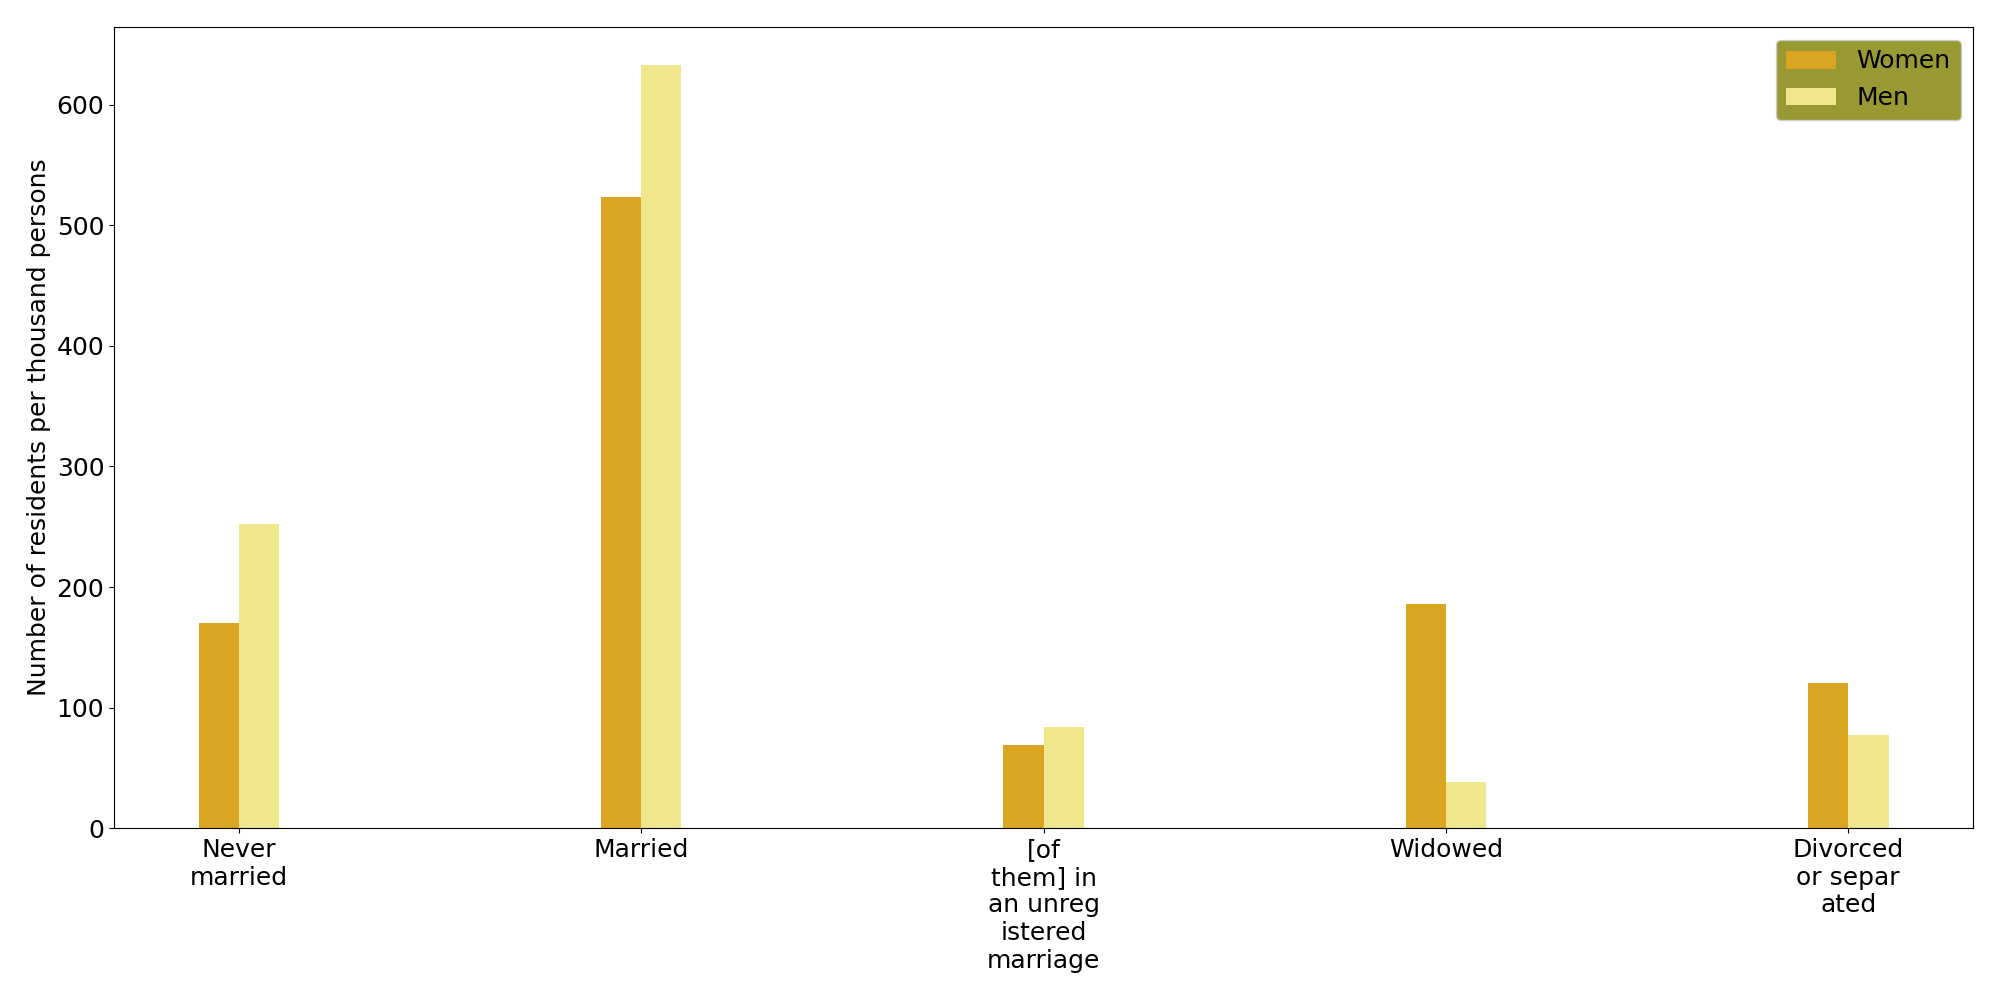 Number of residents per thousand persons
600
500
400
300
200
100
0
Women
Men
Never
married
Married
[of
them] in
an unreg
istered
marriage
Widowed
Divorced
or separ
ated